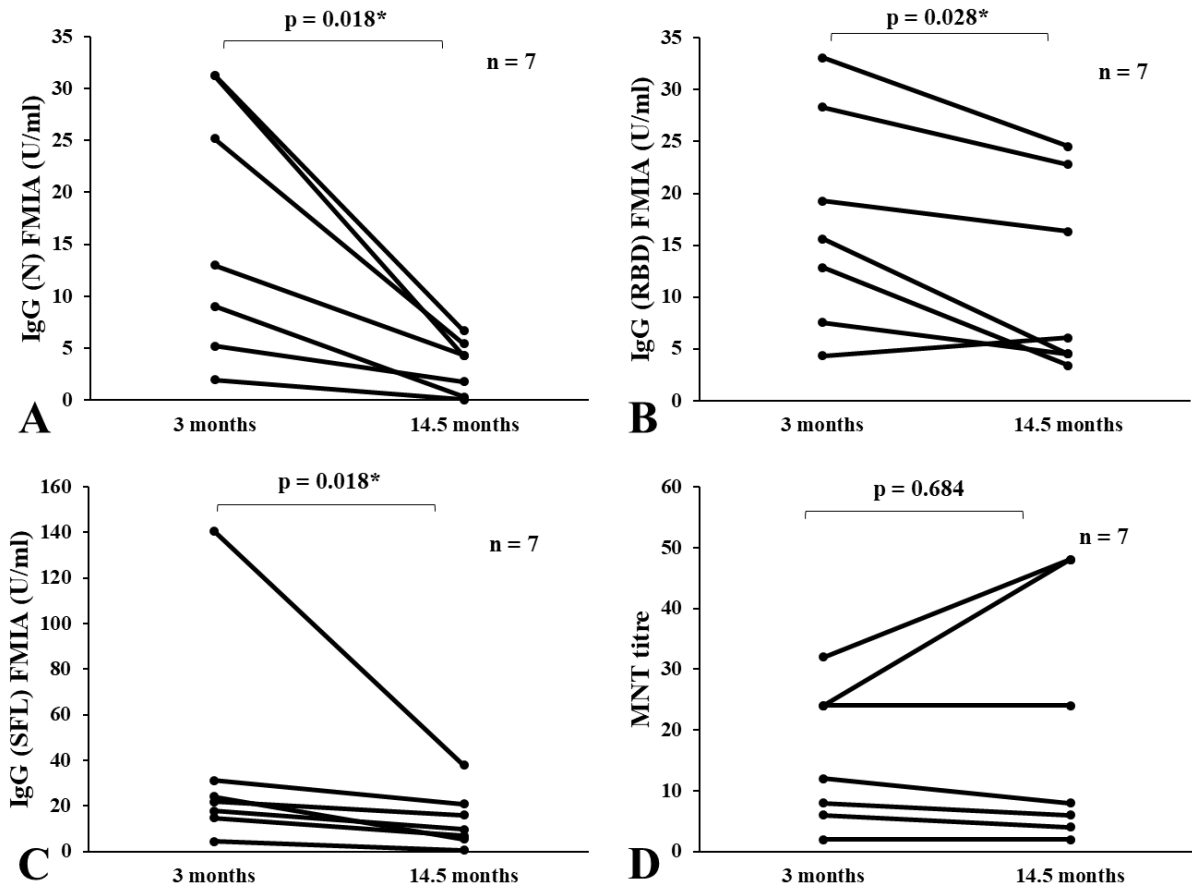 p = 0.018*
n = 7
IgG (N) FMIA (U/ml)
35
30
25
20
15
10
5
0
3 months
14.5 months
A
p = 0.028*
n = 7
IgG (RBD) FMIA (U/ml)
35
30
25
20
15
10
5
0
3 months
14.5 months
B
p = 0.018*
n = 7
IgG (SFL) FMIA (U/ml)
160
140
120
100
80
60
40
20
0
3 months
14.5 months
C
p = 0.684
n = 7
MNT titre
60
50
40
30
20
10
0
3 months
14.5 months
D